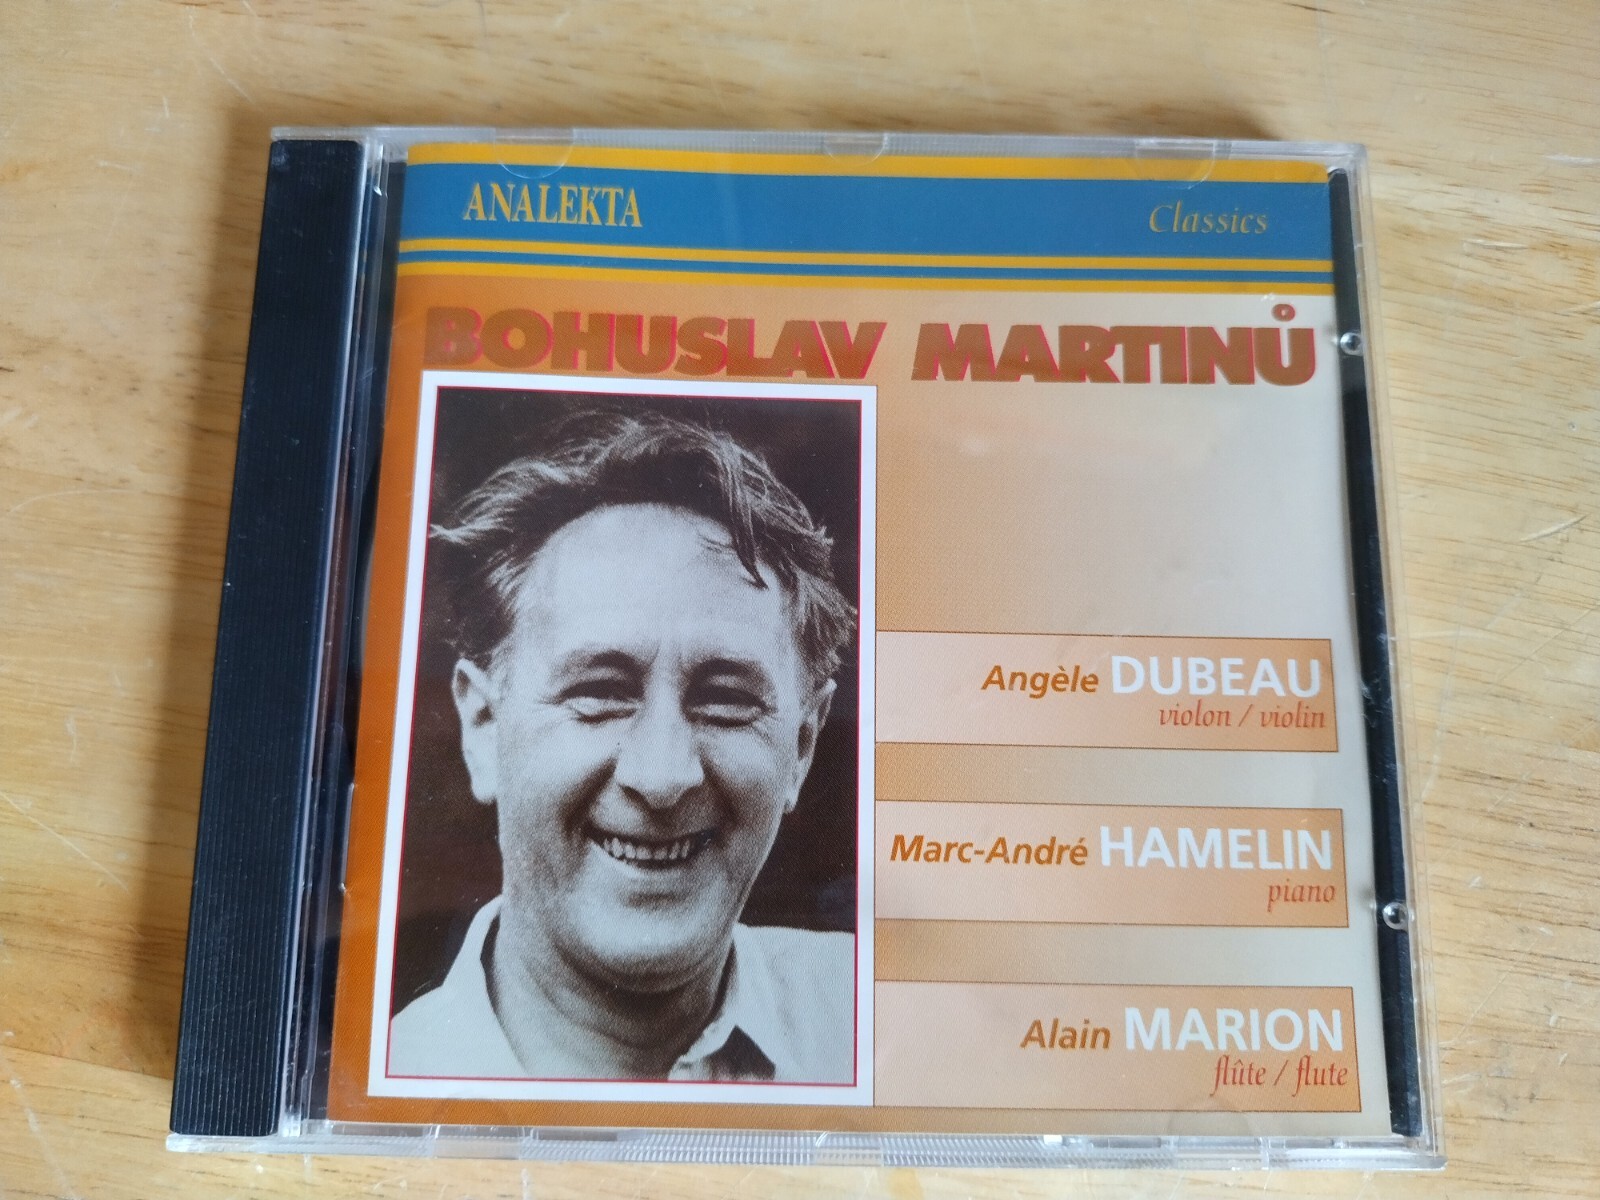 ANALEKTA
Classics
BOHUSLAV MARTINŮ
Angèle DUBEAU
violon / violin
Marc-André HAMELIN
piano
Alain MARION
flûte / flute